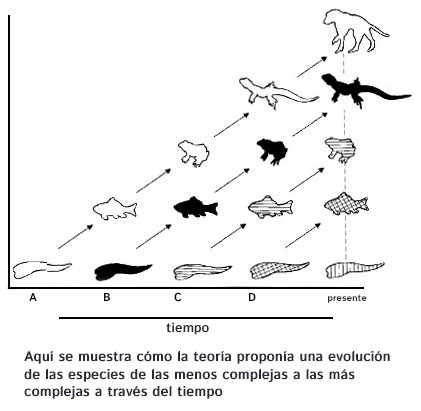 A B C D presente
tiempo
Aquí se muestra cómo la teoría proponía una evolución
de las especies de las menos complejas a las más
complejas a través del tiempo